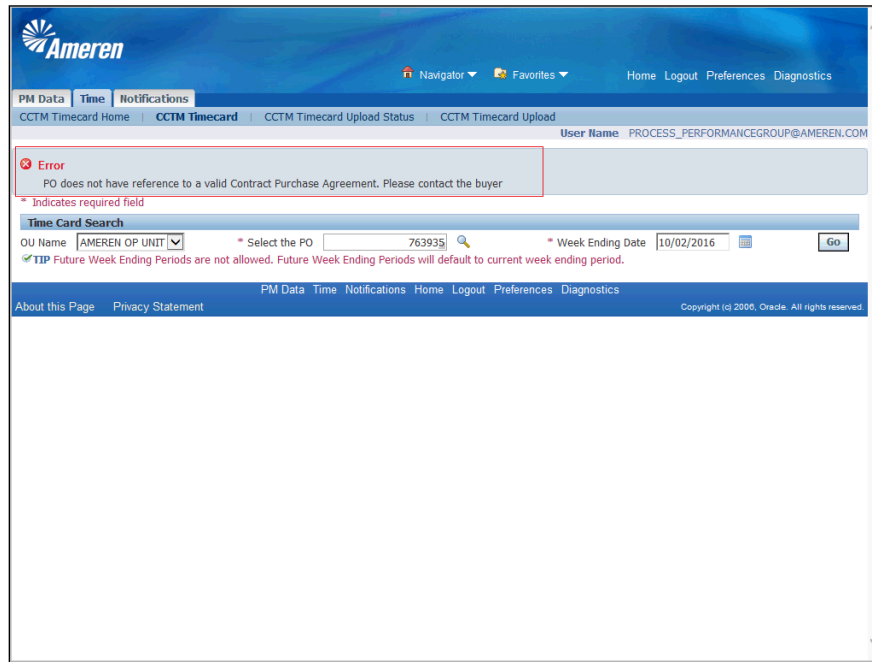 Ameren
Navigator Favorites Home Logout Preferences Diagnostics
PM Data Time Notifications
CCTM Timecard Home | CCTM Timecard | CCTM Timecard Upload Status | CCTM Timecard Upload
User Name PROCESS_PERFORMANCEGROUP@AMEREN.COM
Error
PO does not have reference to a valid Contract Purchase Agreement. Please contact the buyer
* Indicates required field
Time Card Search
OU Name AMEREN OP UNIT * Select the PO 763935 * Week Ending Date 10/02/2016 Go
TIP Future Week Ending Periods are not allowed. Future Week Ending Periods will default to current week ending period.
PM Data Time Notifications Home Logout Preferences Diagnostics
About this Page Privacy Statement Copyright (c) 2006, Oracle. All rights reserved.